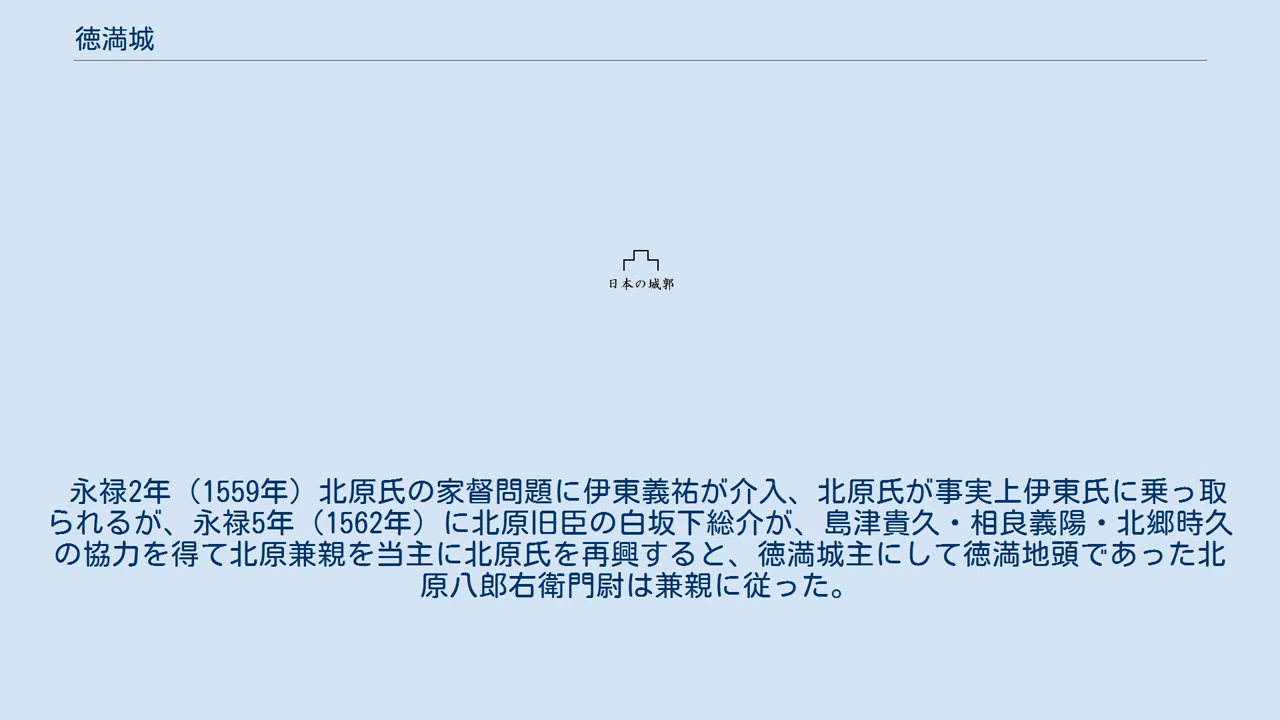 徳満城
日本の城郭
永禄2年（1559年）北原氏の家督問題に伊東義祐が介入、北原氏が事実上伊東氏に乗っ取
られるが、永禄5年（1562年）に北原旧臣の白坂下総介が、島津貴久・相良義陽・北郷時久
の協力を得て北原兼親を当主に北原氏を再興すると、徳満城主にして徳満地頭であった北
原八郎右衛門尉は兼親に従った。